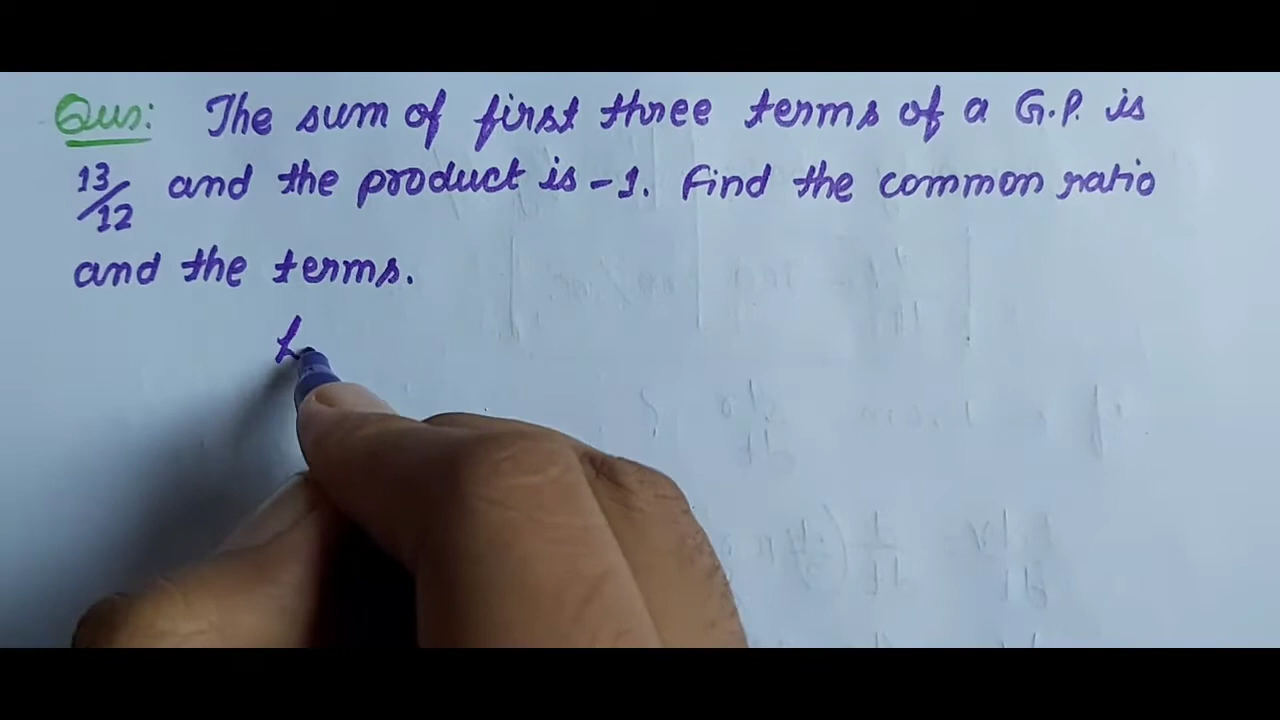 Qus: The sum of first three terms of a G.P. is
13/12 and the product is -1. Find the common ratio
and the terms.